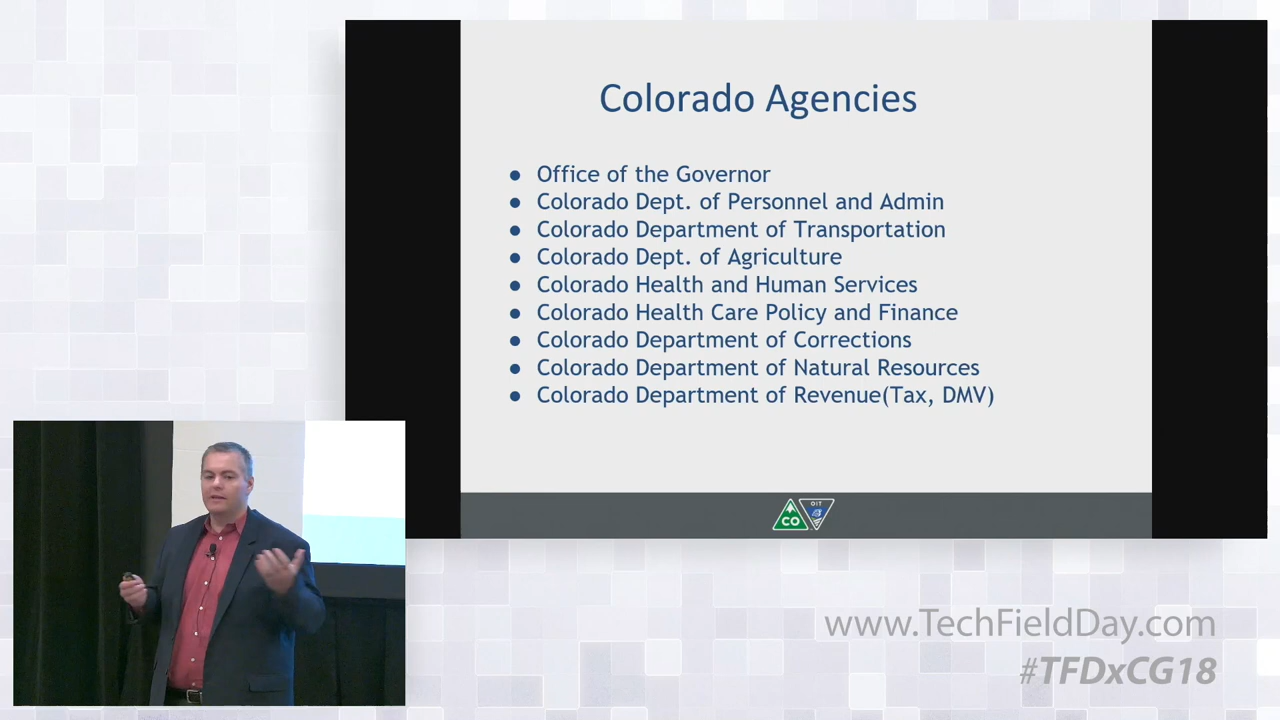 Colorado Agencies
● Office of the Governor
● Colorado Dept. of Personnel and Admin
● Colorado Department of Transportation
● Colorado Dept. of Agriculture
● Colorado Health and Human Services
● Colorado Health Care Policy and Finance
● Colorado Department of Corrections
● Colorado Department of Natural Resources
● Colorado Department of Revenue(Tax, DMV)
CO
OIT
www.TechFieldDay.com
#TFDxCG18